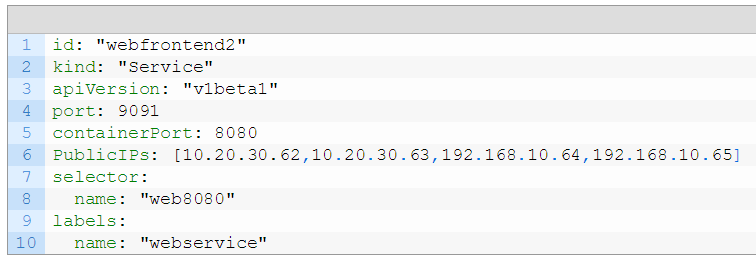 1 id: "webfrontend2"
2 kind: "Service"
3 apiVersion: "v1beta1"
4 port: 9091
5 containerPort: 8080
6 PublicIPs: [10.20.30.62,10.20.30.63,192.168.10.64,192.168.10.65]
7 selector:
8   name: "web8080"
9 labels:
10   name: "webservice"